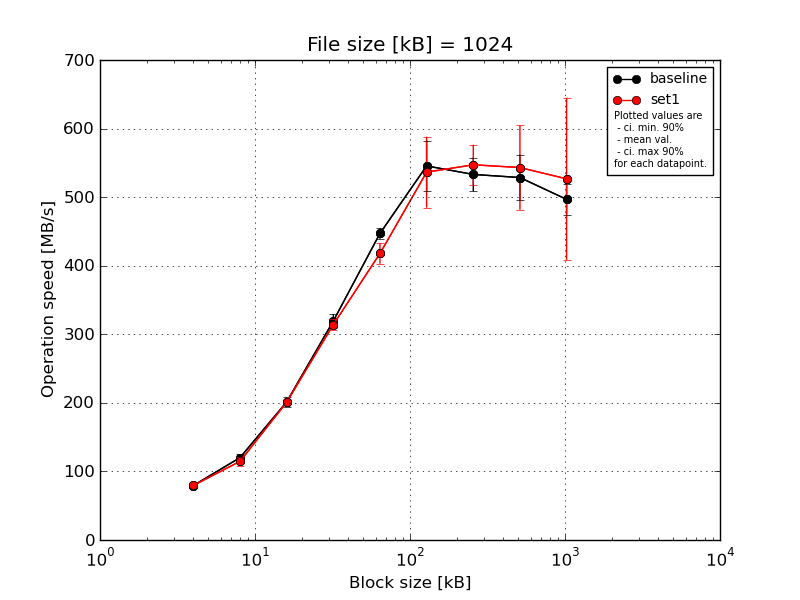 File size [kB] = 1024
700
600
500
400
300
200
100
0
Operation speed [MB/s]
baseline
set1
Plotted values are
- ci. min. 90%
- mean val.
- ci. max 90%
for each datapoint.
10^0 10^1 10^2 10^3 10^4
Block size [kB]